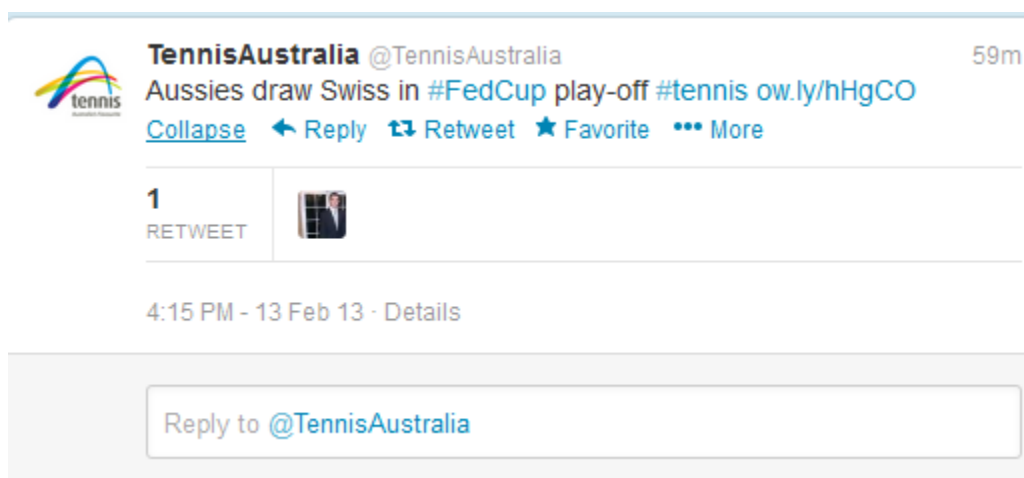 TennisAustralia @TennisAustralia 59m
Aussies draw Swiss in #FedCup play-off #tennis ow.ly/hHgCO
Collapse Reply Retweet Favorite More
tennis
1
RETWEET
4:15 PM - 13 Feb 13 · Details
Reply to @TennisAustralia